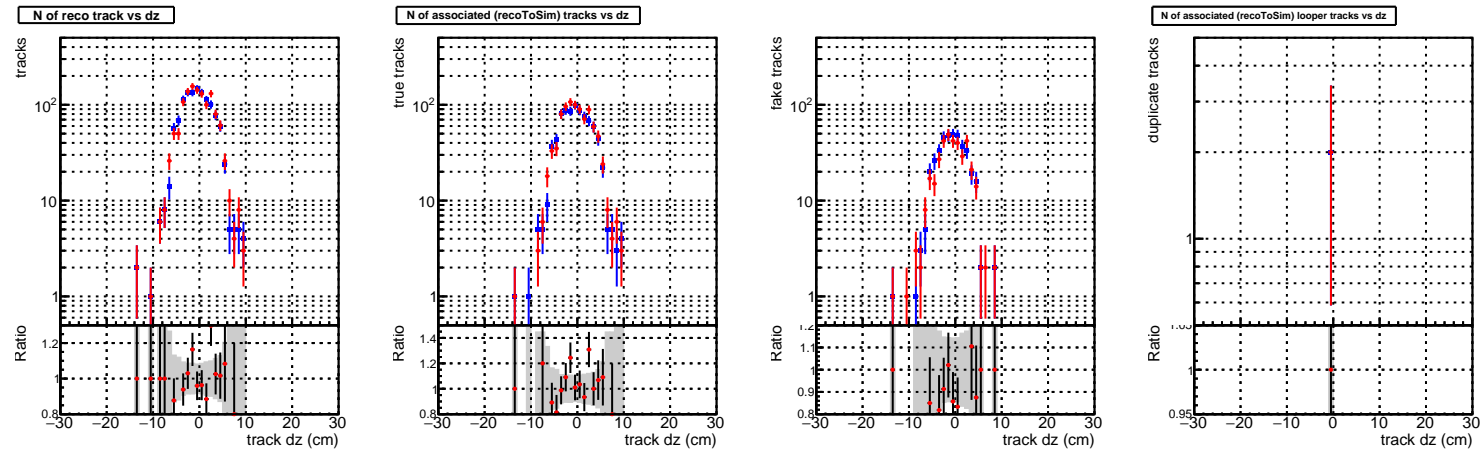 N of reco track vs dz
tracks
10²
10
1
Ratio
1.2
1
0.8
−30 −20 −10 0 10 20 30
track dz (cm)
N of associated (recoToSim) tracks vs dz
true tracks
10²
10
1
Ratio
1.4
1.2
1
0.8
−30 −20 −10 0 10 20 30
track dz (cm)
fake tracks
10²
10
1
Ratio
1.2
1.1
1
0.9
0.8
−30 −20 −10 0 10 20 30
track dz (cm)
N of associated (recoToSim) looper tracks vs dz
duplicate tracks
1
Ratio
1.05
1
0.95
−30 −20 −10 0 10 20 30
track dz (cm)